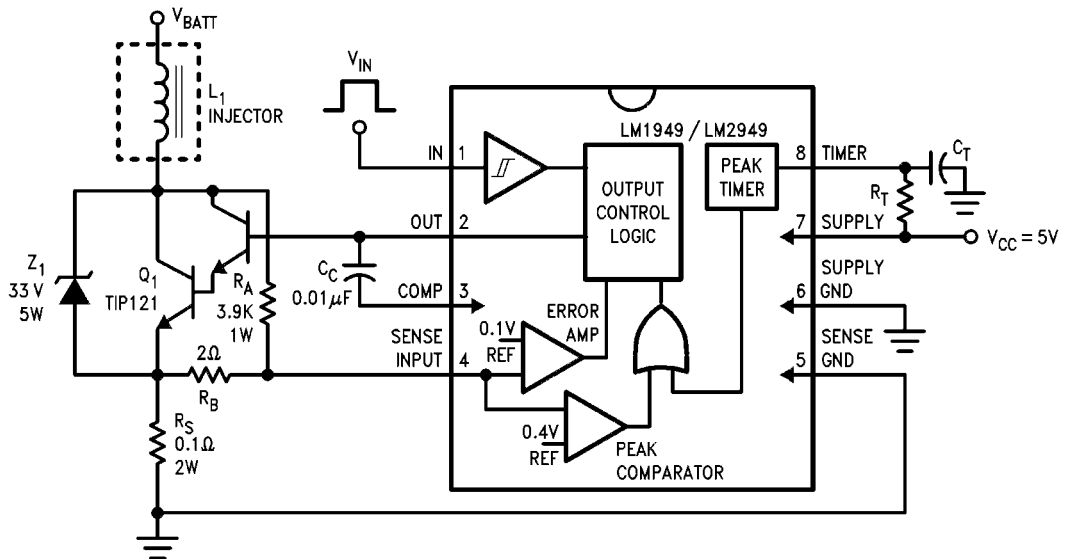 V_BATT
L1
INJECTOR
V_IN
LM1949 / LM2949
IN
1
8
TIMER
C_T
PEAK
TIMER
R_T
OUTPUT
CONTROL
LOGIC
OUT
2
7
SUPPLY
V_CC = 5V
Z1
33 V
5W
Q1
TIP121
R_A
3.9K
1W
C_C
0.01μF
COMP
3
SUPPLY
6
GND
ERROR
AMP
0.1V
REF
SENSE
INPUT
4
SENSE
5
GND
2Ω
R_B
R_S
0.1Ω
2W
0.4V
REF
PEAK
COMPARATOR